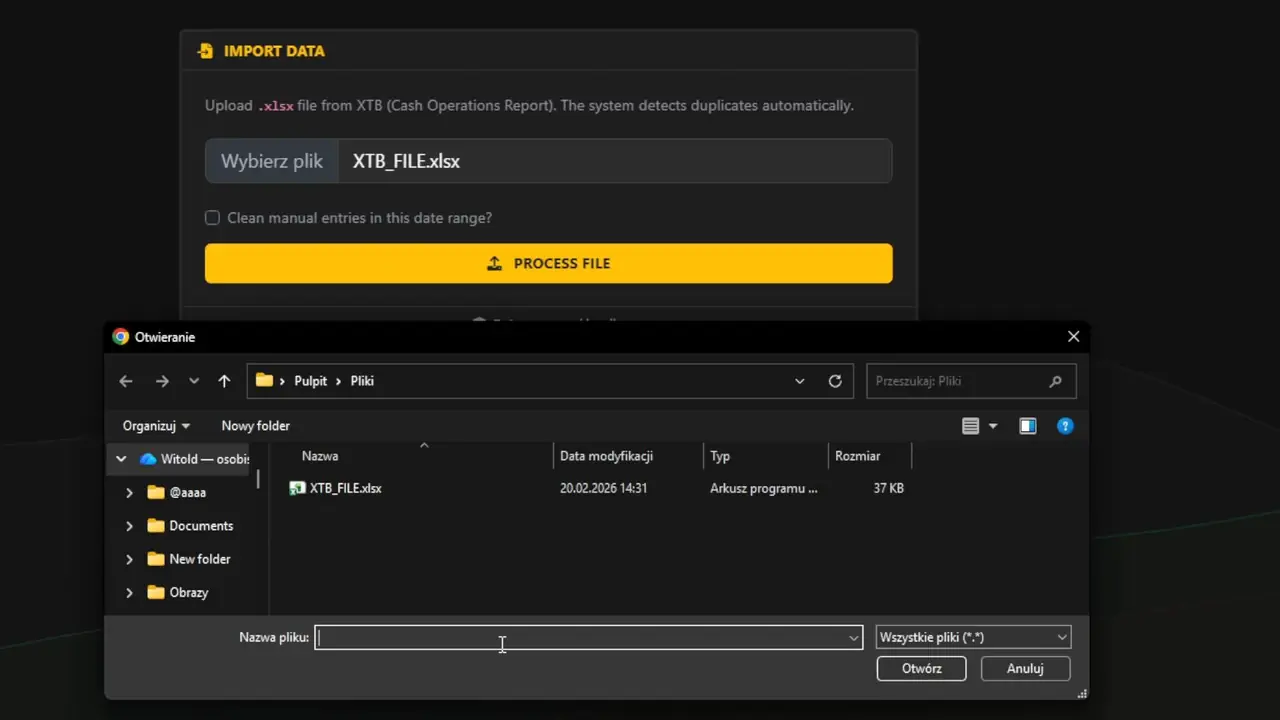 IMPORT DATA
Upload .xlsx file from XTB (Cash Operations Report). The system detects duplicates automatically.
Wybierz plik XTB_FILE.xlsx
Clean manual entries in this date range?
PROCESS FILE
Otwieranie
Pulpit › Pliki
Przeszukaj: Pliki
Organizuj Nowy folder
Witold — osobis
Nazwa Data modyfikacji Typ Rozmiar
XTB_FILE.xlsx 20.02.2026 14:31 Arkusz programu ... 37 KB
@aaaa
Documents
New folder
Obrazy
Nazwa pliku: Wszystkie pliki (*.*)
Otwórz Anuluj